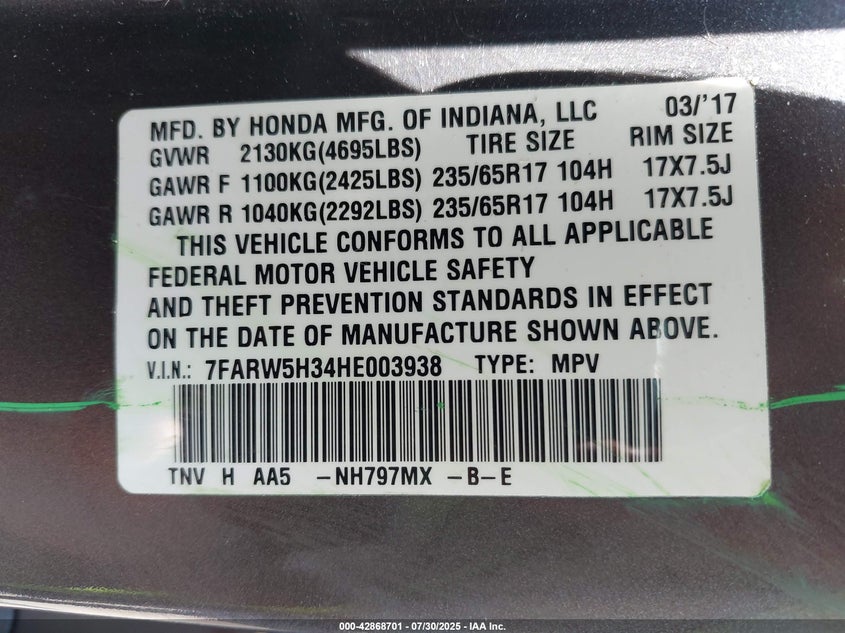 MFD. BY HONDA MFG. OF INDIANA, LLC 03/'17
GVWR 2130KG(4695LBS) TIRE SIZE RIM SIZE
GAWR F 1100KG(2425LBS) 235/65R17 104H 17X7.5J
GAWR R 1040KG(2292LBS) 235/65R17 104H 17X7.5J
THIS VEHICLE CONFORMS TO ALL APPLICABLE
FEDERAL MOTOR VEHICLE SAFETY
AND THEFT PREVENTION STANDARDS IN EFFECT
ON THE DATE OF MANUFACTURE SHOWN ABOVE.
V.I.N.: 7FARW5H34HE003938 TYPE: MPV
TNV H AA5 -NH797MX -B-E
000-42868701 / 07/30/2025 - IAA Inc.